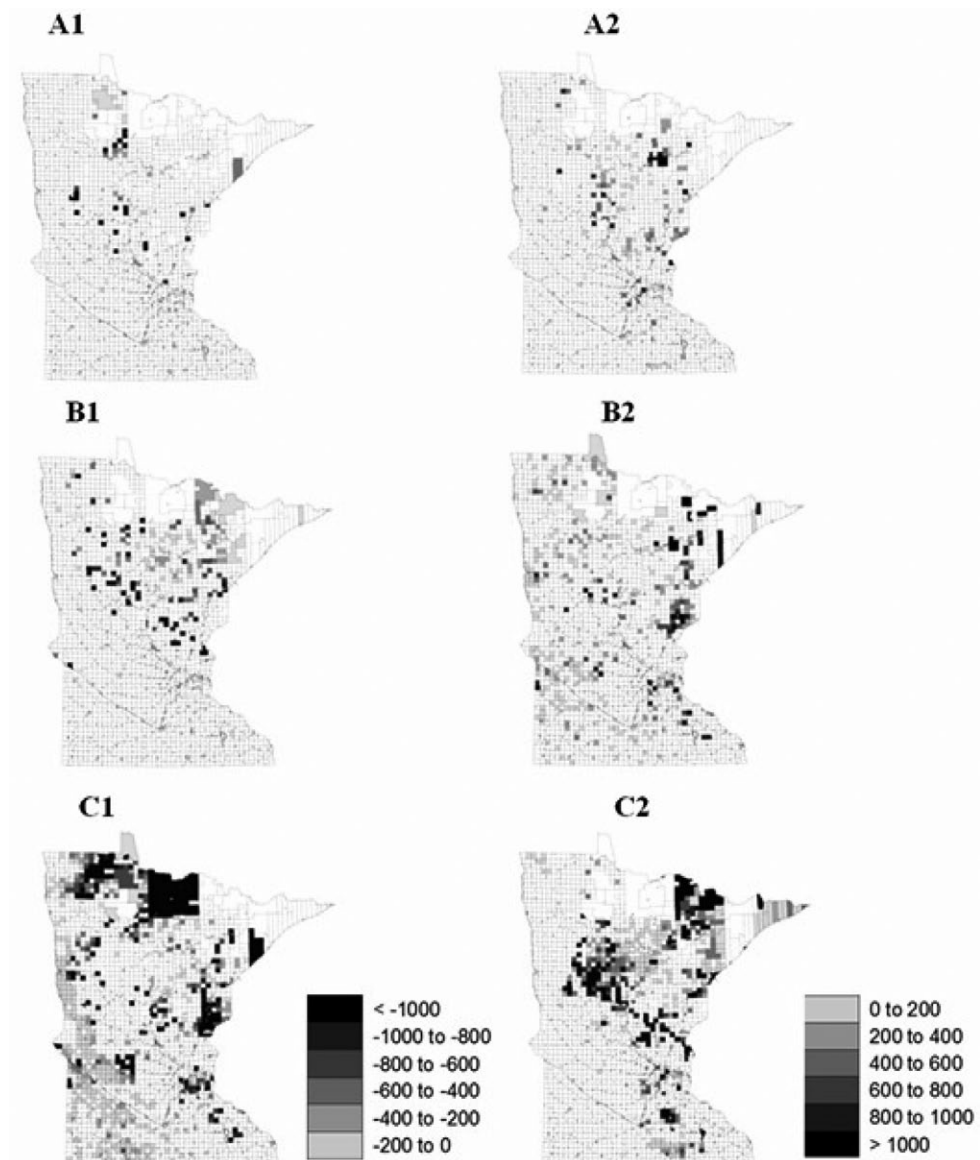 A1
A2
B1
B2
C1
C2
< -1000
-1000 to -800
-800 to -600
-600 to -400
-400 to -200
-200 to 0
0 to 200
200 to 400
400 to 600
600 to 800
800 to 1000
> 1000